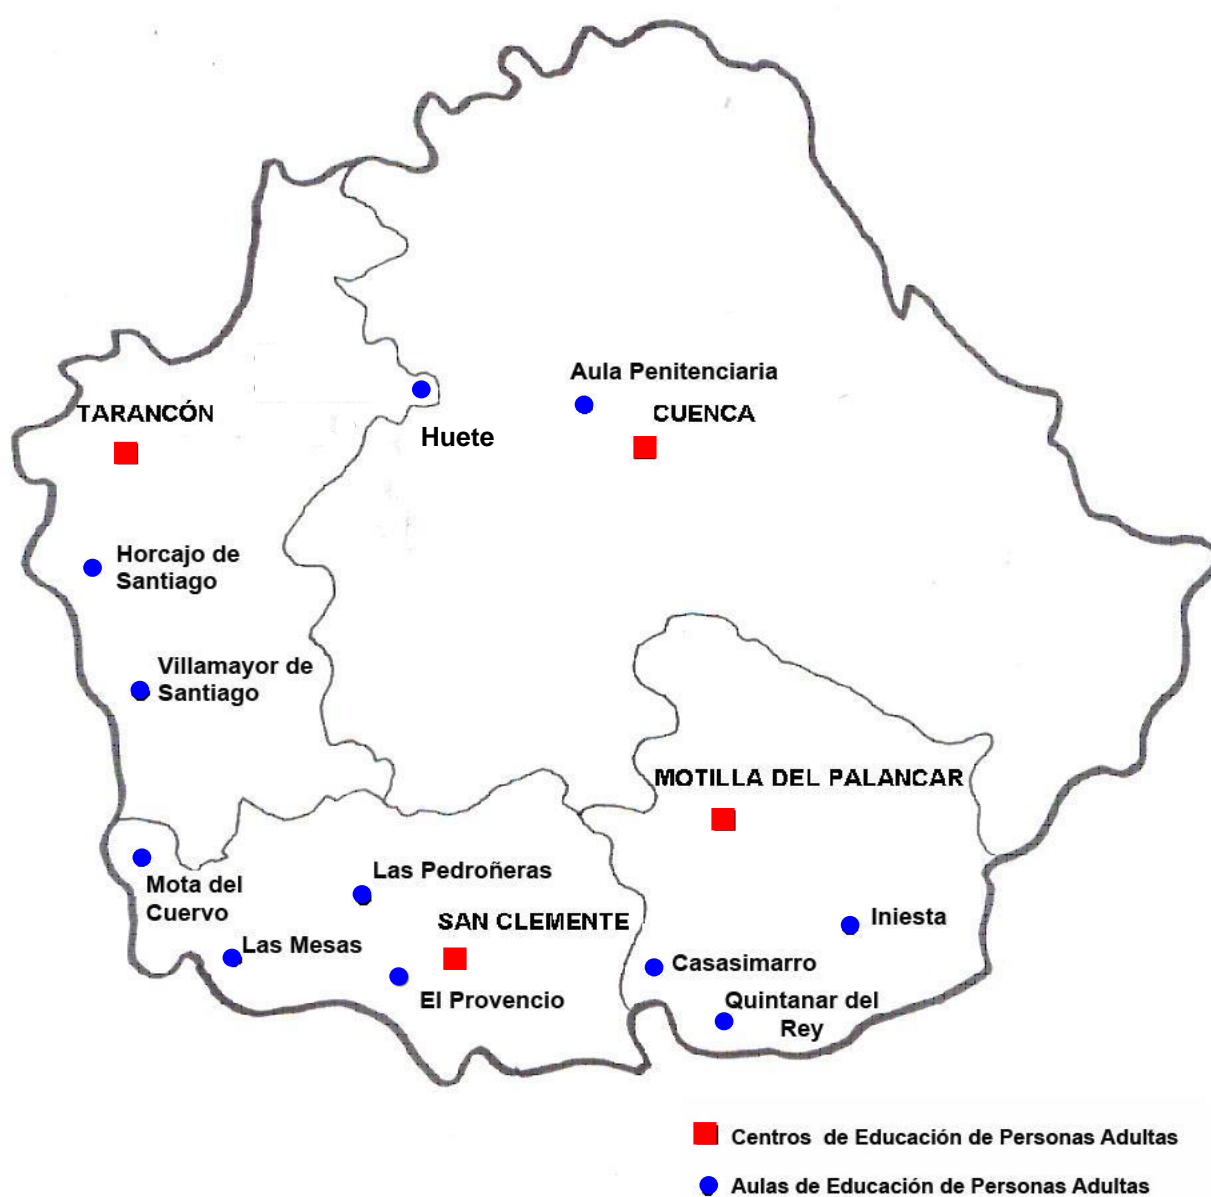 Aula Penitenciaria
TARANCÓN
CUENCA
Huete
Horcajo de
Santiago
Villamayor de
Santiago
MOTILLA DEL PALANCAR
Las Pedroñeras
Mota del
Cuervo
SAN CLEMENTE
Iniesta
Las Mesas
Casasimarro
El Provencio
Quintanar del
Rey
Centros de Educación de Personas Adultas
Aulas de Educación de Personas Adultas